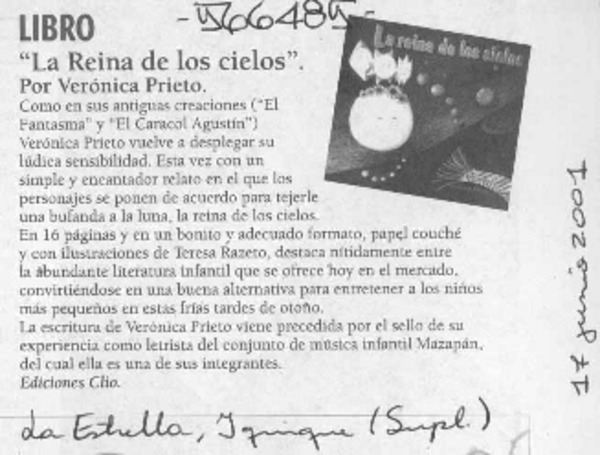 LIBRO
-566485-
"La Reina de los cielos".
Por Verónica Prieto.
Como en sus antiguas creaciones ("El
Fantasma" y "El Caracol Agustín")
Verónica Prieto vuelve a desplegar su
lúdica sensibilidad. Esta vez con un
simple y encantador relato en el que los
personajes se ponen de acuerdo para tejerle
una bufanda a la luna, la reina de los cielos.
En 16 páginas y en un bonito y adecuado formato, papel couché
y con ilustraciones de Teresa Razeto, destaca nítidamente entre
la abundante literatura infantil que se ofrece hoy en el mercado,
convirtiéndose en una buena alternativa para entretener a los niños
más pequeños en estas frías tardes de otoño.
La escritura de Verónica Prieto viene precedida por el sello de su
experiencia como letrista del conjunto de música infantil Mazapán,
del cual ella es una de sus integrantes.
Ediciones Clio.
La reina de los cielos
17 junio 2001
La Estrella, Iquique (Supl.)